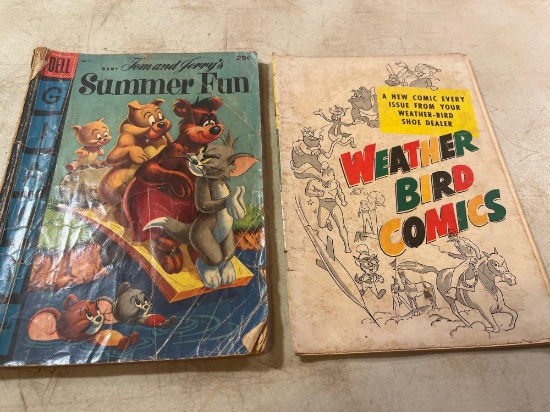 DELL
M-G-M's Tom and Jerry's
25¢
Summer Fun
G
A NEW COMIC EVERY
ISSUE FROM YOUR
WEATHER-BIRD
SHOE DEALER
WEATHER
BIRD
COMICS